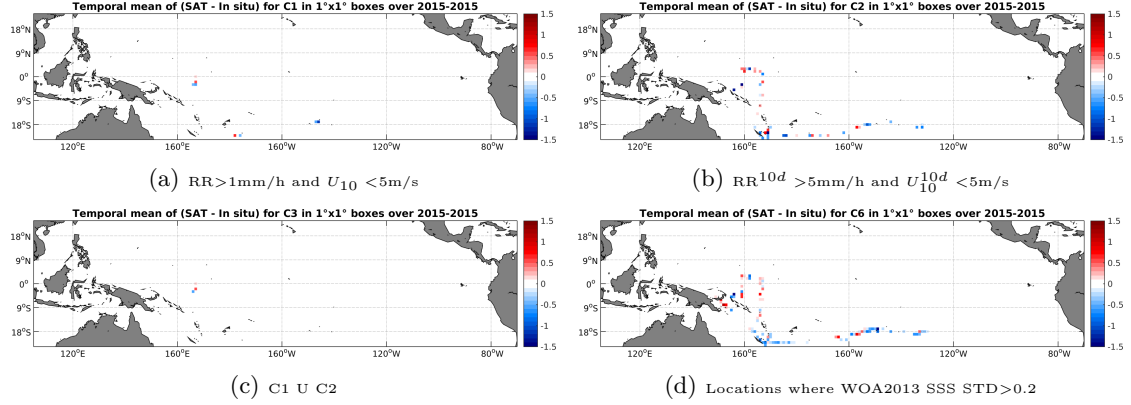 Temporal mean of (SAT - In situ) for C1 in 1°x1° boxes over 2015-2015
18°N
9°N
0°
9°S
18°S
120°E 160°E 160°W 120°W 80°W
1.5
1
0.5
0
-0.5
-1
-1.5
(a) RR>1mm/h and U10 <5m/s
Temporal mean of (SAT - In situ) for C2 in 1°x1° boxes over 2015-2015
18°N
9°N
0°
9°S
18°S
120°E 160°E 160°W 120°W 80°W
1.5
1
0.5
0
-0.5
-1
-1.5
(b) RR^10d >5mm/h and U10^10d <5m/s
Temporal mean of (SAT - In situ) for C3 in 1°x1° boxes over 2015-2015
18°N
9°N
0°
9°S
18°S
120°E 160°E 160°W 120°W 80°W
1.5
1
0.5
0
-0.5
-1
-1.5
(c) C1 U C2
Temporal mean of (SAT - In situ) for C6 in 1°x1° boxes over 2015-2015
18°N
9°N
0°
9°S
18°S
120°E 160°E 160°W 120°W 80°W
1.5
1
0.5
0
-0.5
-1
-1.5
(d) Locations where WOA2013 SSS STD>0.2